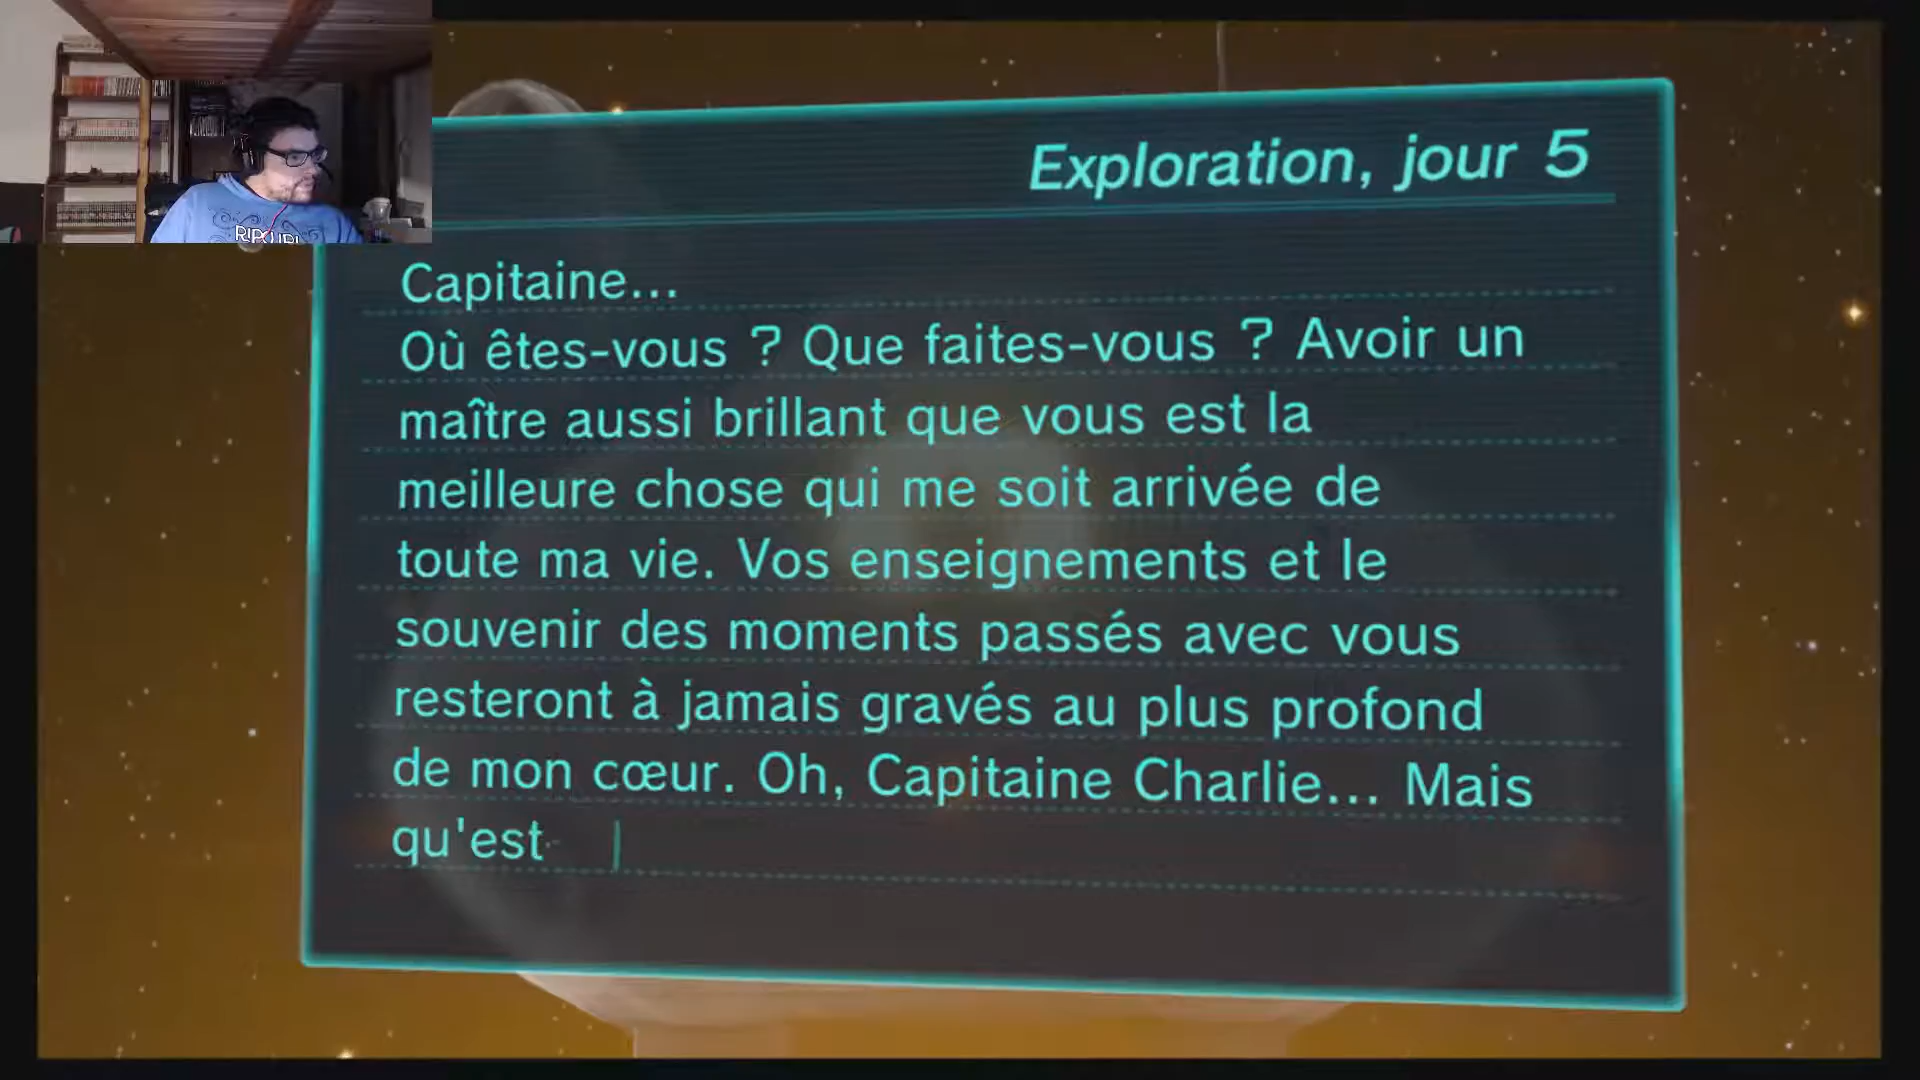 Exploration, jour 5
Capitaine...
Où êtes-vous ? Que faites-vous ? Avoir un
maître aussi brillant que vous est la
meilleure chose qui me soit arrivée de
toute ma vie. Vos enseignements et le
souvenir des moments passés avec vous
resteront à jamais gravés au plus profond
de mon cœur. Oh, Capitaine Charlie... Mais
qu'est